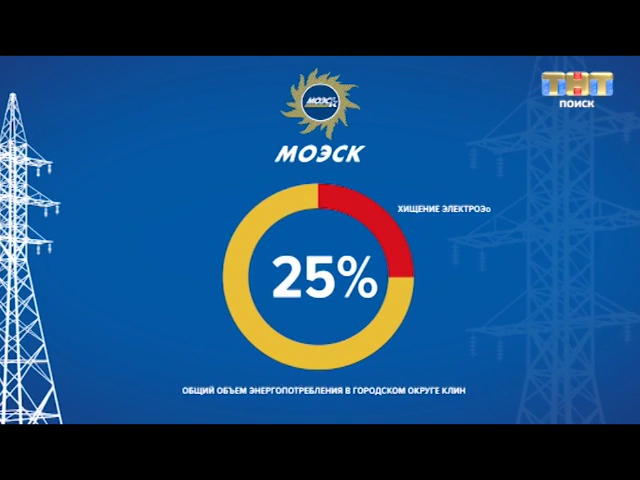 ТНТ
ПОИСК
МОЭСК
МОЭСК
ХИЩЕНИЕ ЭЛЕКТРОЭо
25%
ОБЩИЙ ОБЪЕМ ЭНЕРГОПОТРЕБЛЕНИЯ В ГОРОДСКОМ ОКРУГЕ КЛИН